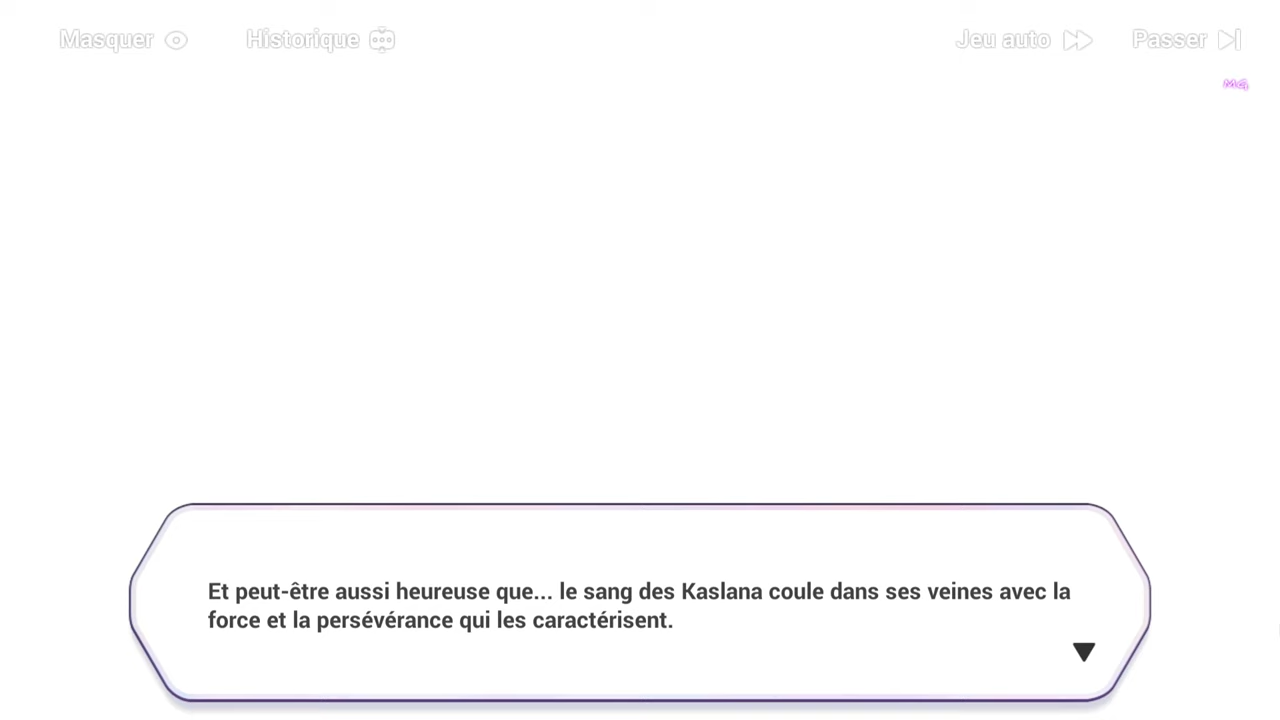 Masquer
Historique
Jeu auto
Passer
MG
Et peut-être aussi heureuse que... le sang des Kaslana coule dans ses veines avec la
force et la persévérance qui les caractérisent.